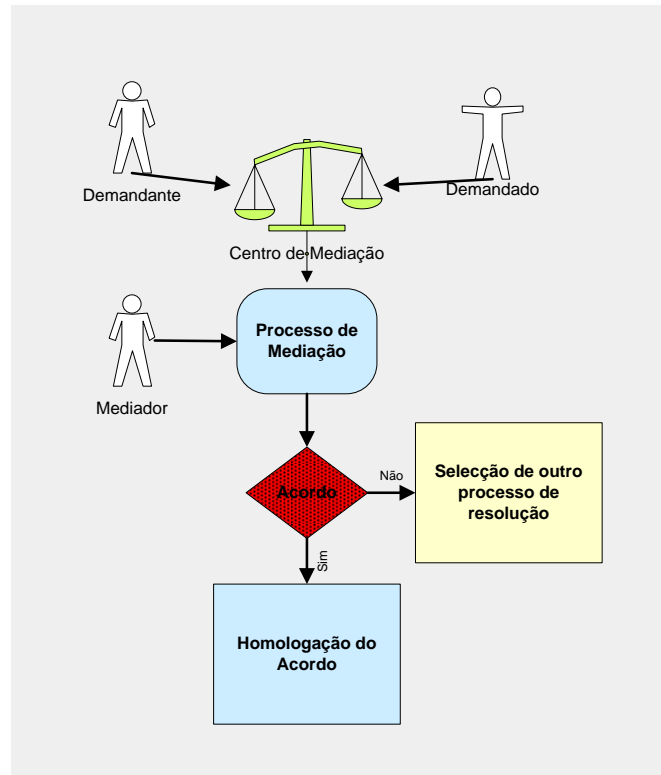 Demandante
Demandado
Centro de Mediação
Processo de
Mediação
Mediador
Acordo
Não
Selecção de outro
processo de
resolução
Sim
Homologação do
Acordo